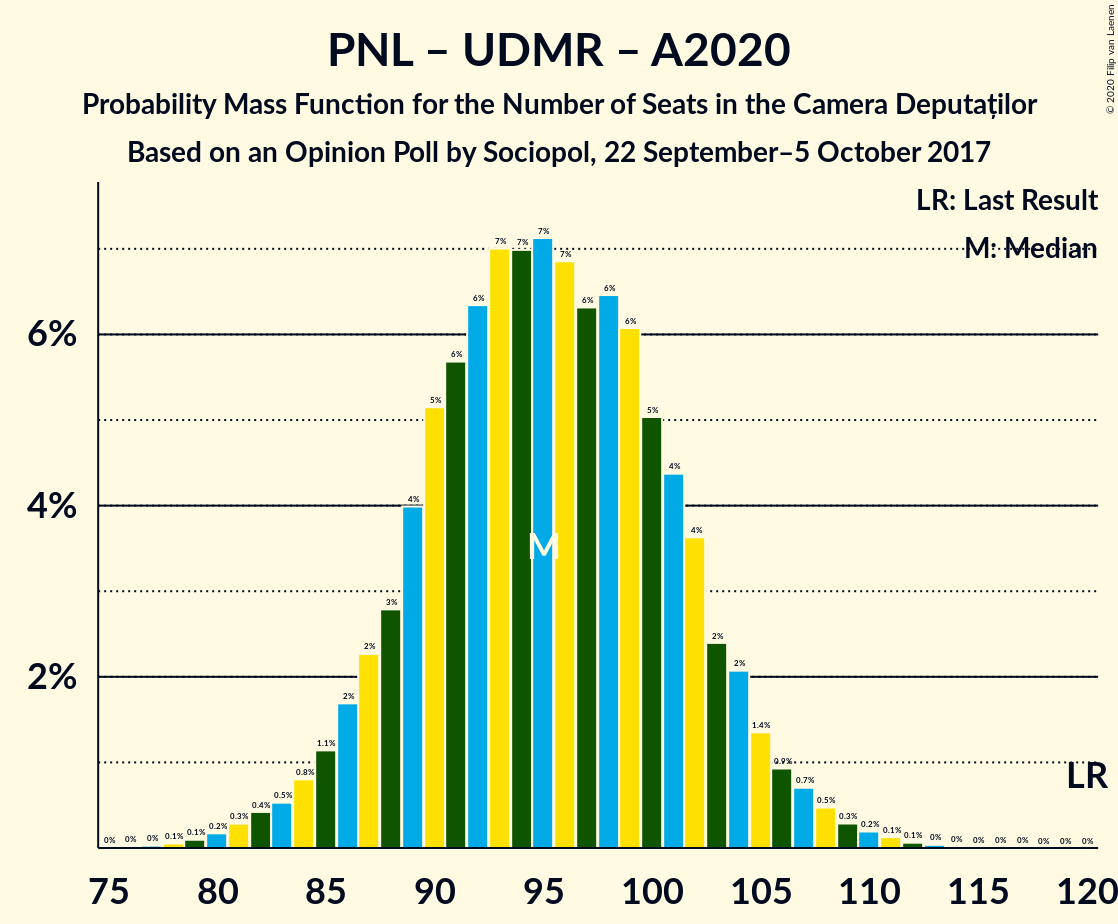 PNL – UDMR – A2020
Probability Mass Function for the Number of Seats in the Camera Deputaților
Based on an Opinion Poll by Sociopol, 22 September–5 October 2017
© 2020 Filip van Laenen
LR: Last Result
M: Median
6%
4%
2%
0% 0% 0% 0.1% 0.1% 0.2% 0.3% 0.4% 0.5% 0.8% 1.1% 2% 2% 3% 4% 5% 6% 6% 7% 7% 7% 7% 6% 6% 6% 5% 4% 4% 2% 2% 1.4% 0.9% 0.7% 0.5% 0.3% 0.2% 0.1% 0.1% 0% 0% 0% 0% 0% 0% 0% 0%
M
LR
75 80 85 90 95 100 105 110 115 120